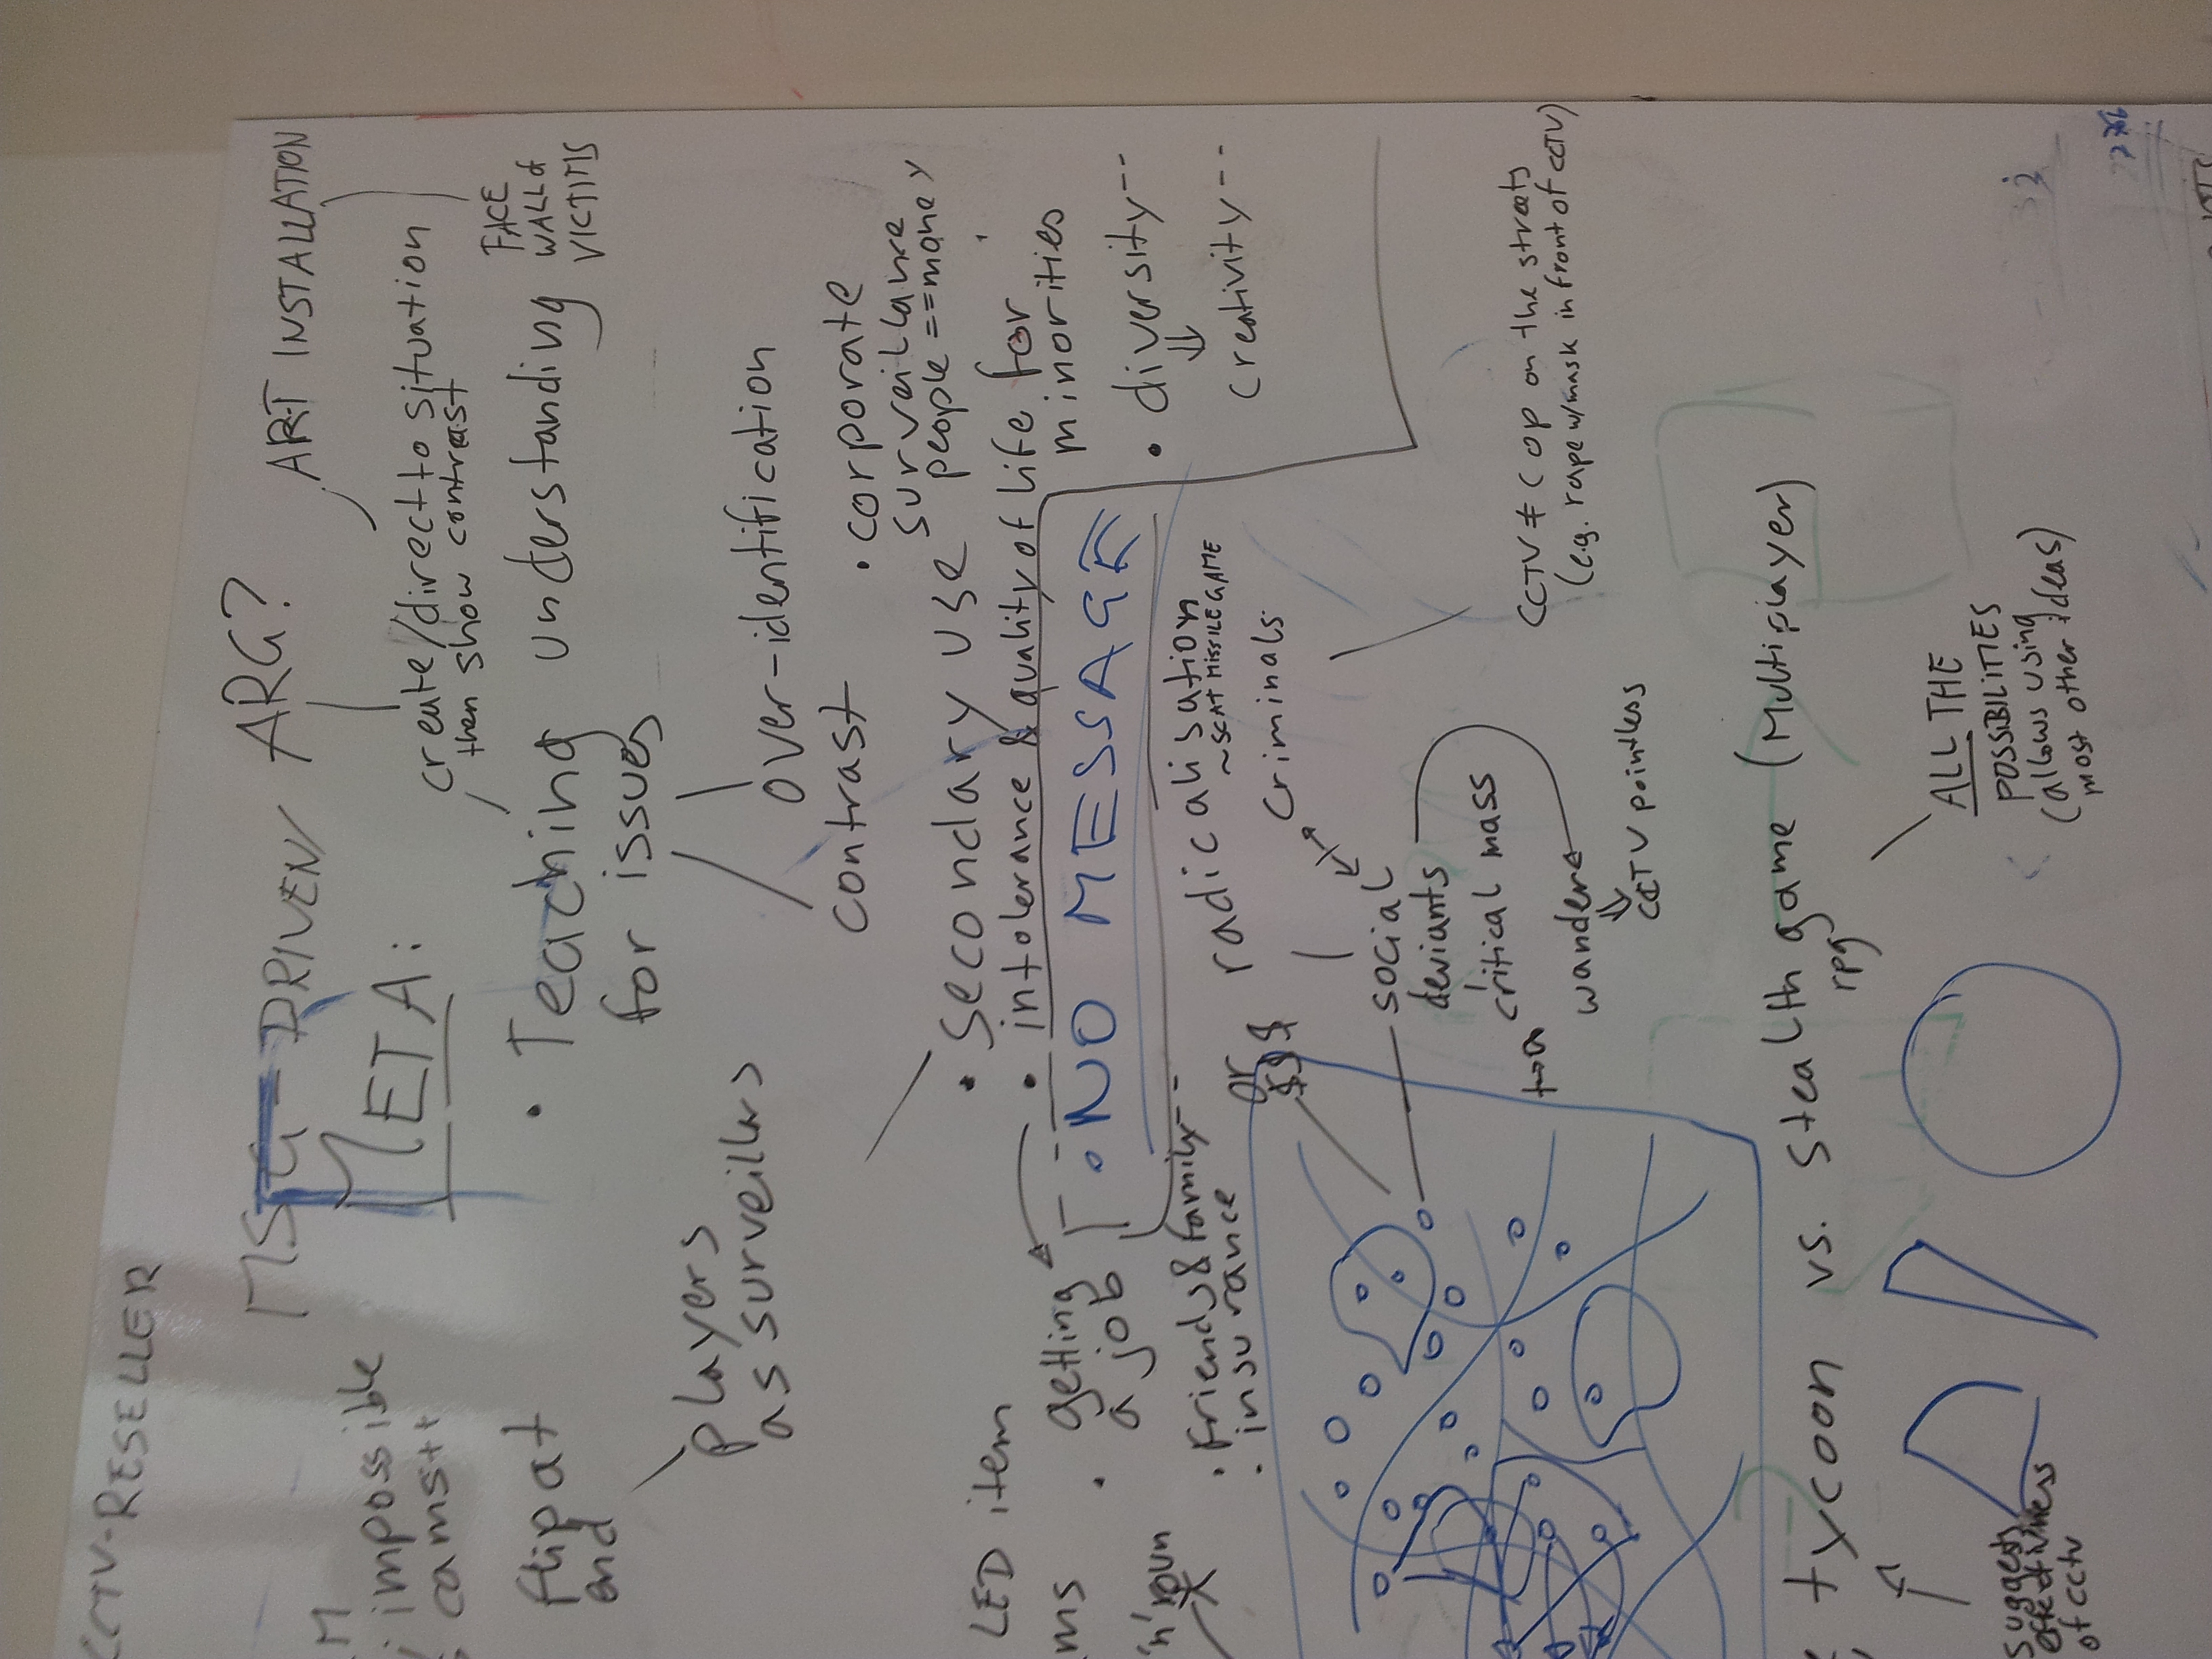 CCTV-RESELLER
MSG-DRIVEN/
META:
ARG?
ART INSTALLATION
create/direct to situation
then show contrast
FACE
WALL of
VICTIMS
impossible
cams++
flip at
end
players
as surveillers
• Teaching understanding
for issues
over-identification
contrast
• corporate
surveillance
people == money
• secondary use
• intolerance & quality of life for
minorities
LED item
ms
• getting
a job
• NO MESSAGE
• diversity--
⇓
creativity--
• Friends & family--
• insurance
or
$$$
radicalisation
~SCAT MISSILE GAME
criminals
social
deviants
critical mass
wander
⇓
CCTV pointless
CCTV ≠ Cop on the streets
(e.g. rape w/mask in front of CCTV)
tycoon vs. stealth game (Multiplayer)
rpg
suggests
effectiviness
of cctv
ALL THE
POSSIBILITIES
(allows using
most other ideas)